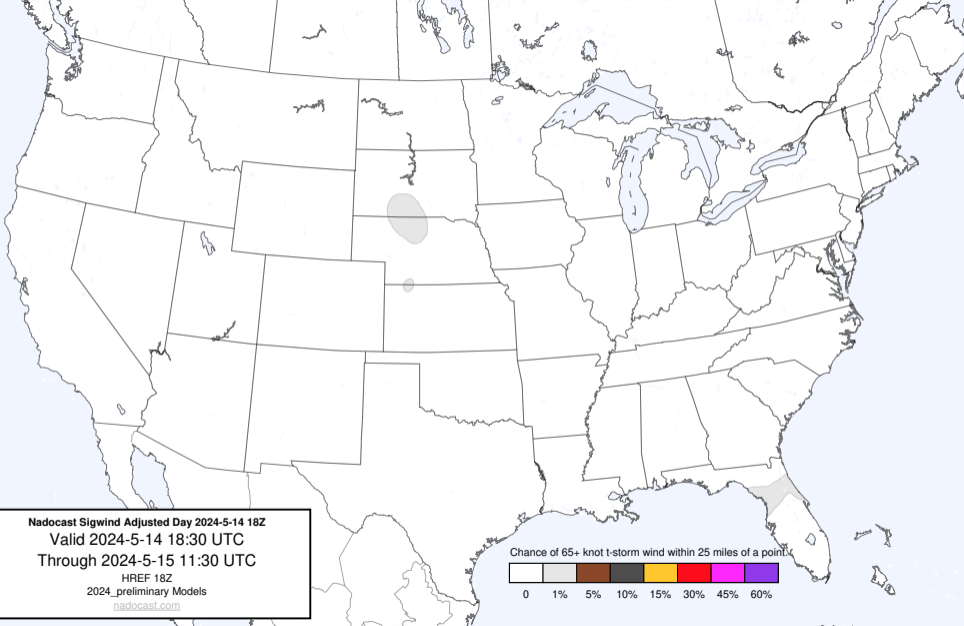 Nadocast Sigwind Adjusted Day 2024-5-14 18Z
Valid 2024-5-14 18:30 UTC
Through 2024-5-15 11:30 UTC
HREF 18Z
2024_preliminary Models
nadocast.com
Chance of 65+ knot t-storm wind within 25 miles of a point.
0 1% 5% 10% 15% 30% 45% 60%